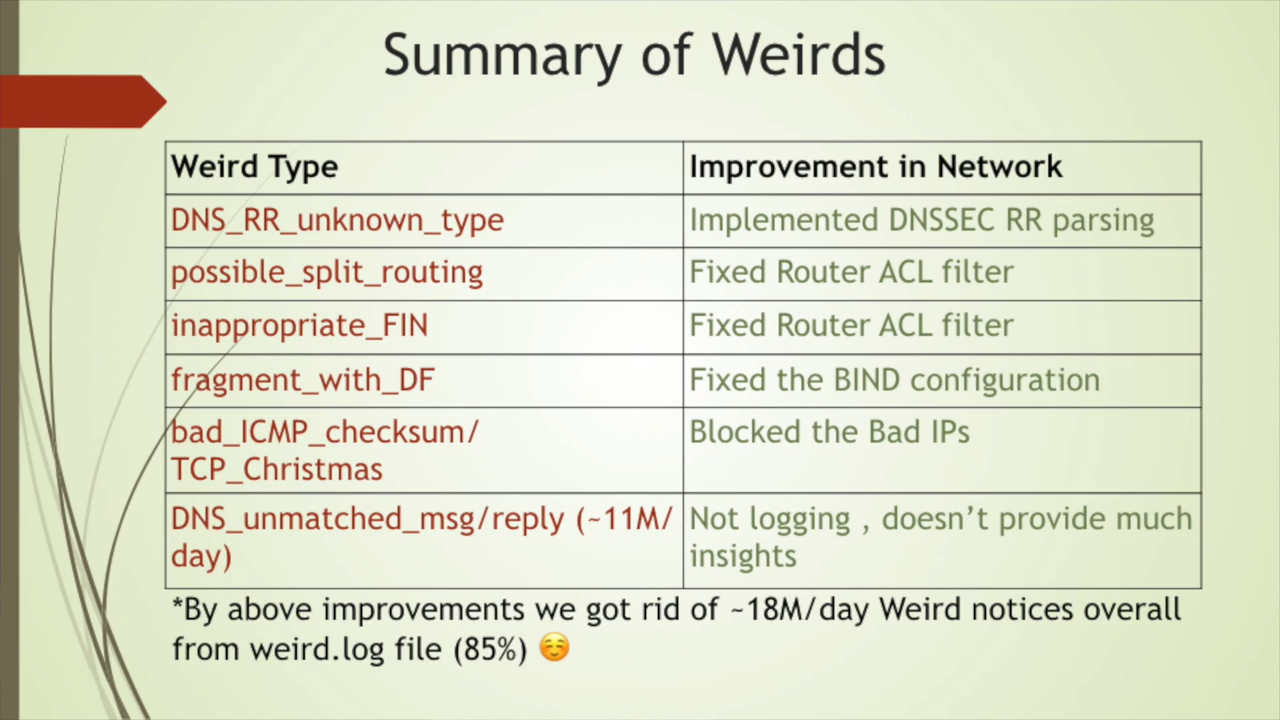 Summary of Weirds
Weird Type
Improvement in Network
DNS_RR_unknown_type
Implemented DNSSEC RR parsing
possible_split_routing
Fixed Router ACL filter
inappropriate_FIN
Fixed Router ACL filter
fragment_with_DF
Fixed the BIND configuration
bad_ICMP_checksum/
TCP_Christmas
Blocked the Bad IPs
DNS_unmatched_msg/reply (~11M/
day)
Not logging , doesn’t provide much
insights
*By above improvements we got rid of ~18M/day Weird notices overall
from weird.log file (85%) ☺️